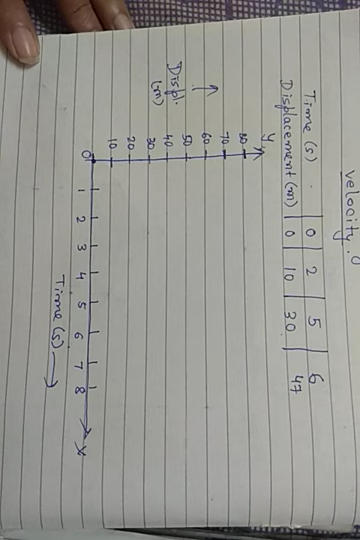 velocity.
Time (s) 0 2 5 6
Displacement (m) 0 10 30 47
y
80
70
60
50
40
30
20
10
0
Displ.
(m)
1 2 3 4 5 6 7 8 x
Time (s)